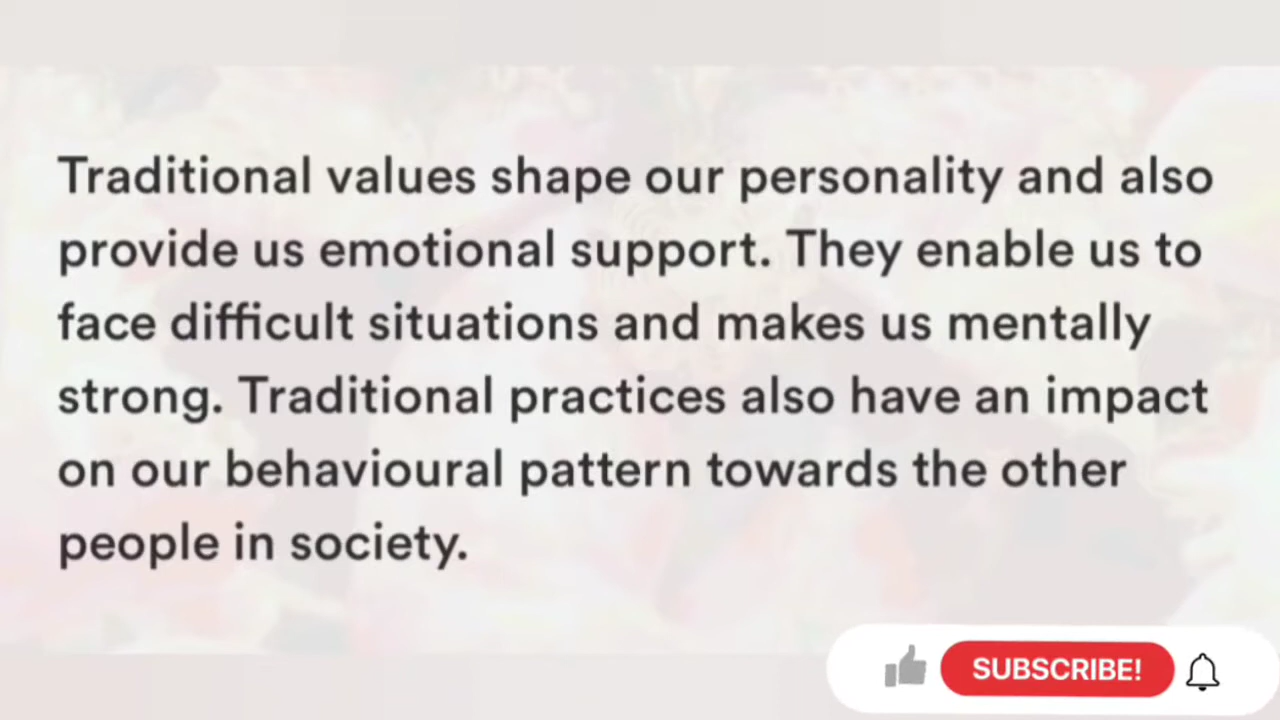 Traditional values shape our personality and also
provide us emotional support. They enable us to
face difficult situations and makes us mentally
strong. Traditional practices also have an impact
on our behavioural pattern towards the other
people in society.
SUBSCRIBE!